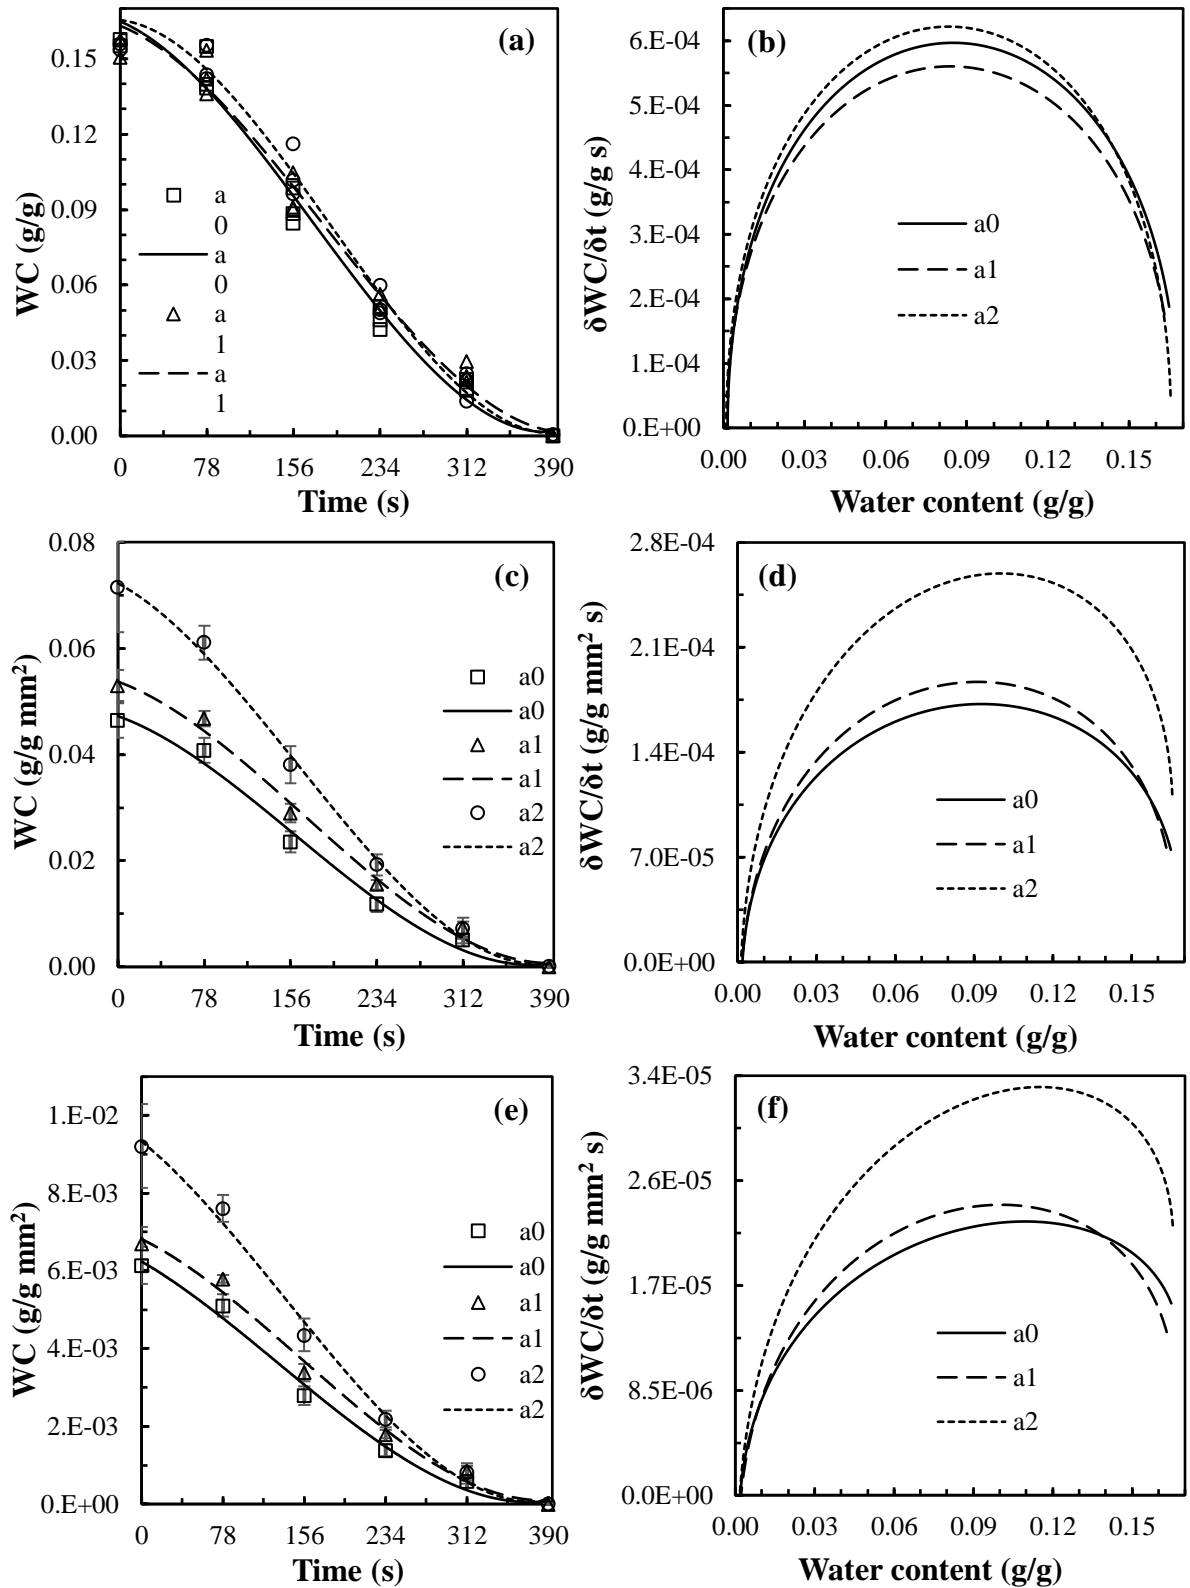 (a)
WC (g/g)
0.15
0.12
0.09
0.06
0.03
0.00
a
0
a
0
a
1
a
1
0 78 156 234 312 390
Time (s)
(b)
δWC/δt (g/g s)
6.E-04
5.E-04
4.E-04
3.E-04
2.E-04
1.E-04
0.E+00
a0
a1
a2
0.00 0.03 0.06 0.09 0.12 0.15
Water content (g/g)
(c)
WC (g/g mm²)
0.08
0.06
0.04
0.02
0.00
a0
a0
a1
a1
a2
a2
0 78 156 234 312 390
Time (s)
(d)
δWC/δt (g/g mm² s)
2.8E-04
2.1E-04
1.4E-04
7.0E-05
0.0E+00
a0
a1
a2
0.00 0.03 0.06 0.09 0.12 0.15
Water content (g/g)
(e)
WC (g/g mm²)
1.E-02
8.E-03
6.E-03
4.E-03
2.E-03
0.E+00
a0
a0
a1
a1
a2
a2
0 78 156 234 312 390
Time (s)
(f)
δWC/δt (g/g mm² s)
3.4E-05
2.6E-05
1.7E-05
8.5E-06
0.0E+00
a0
a1
a2
0.00 0.03 0.06 0.09 0.12 0.15
Water content (g/g)